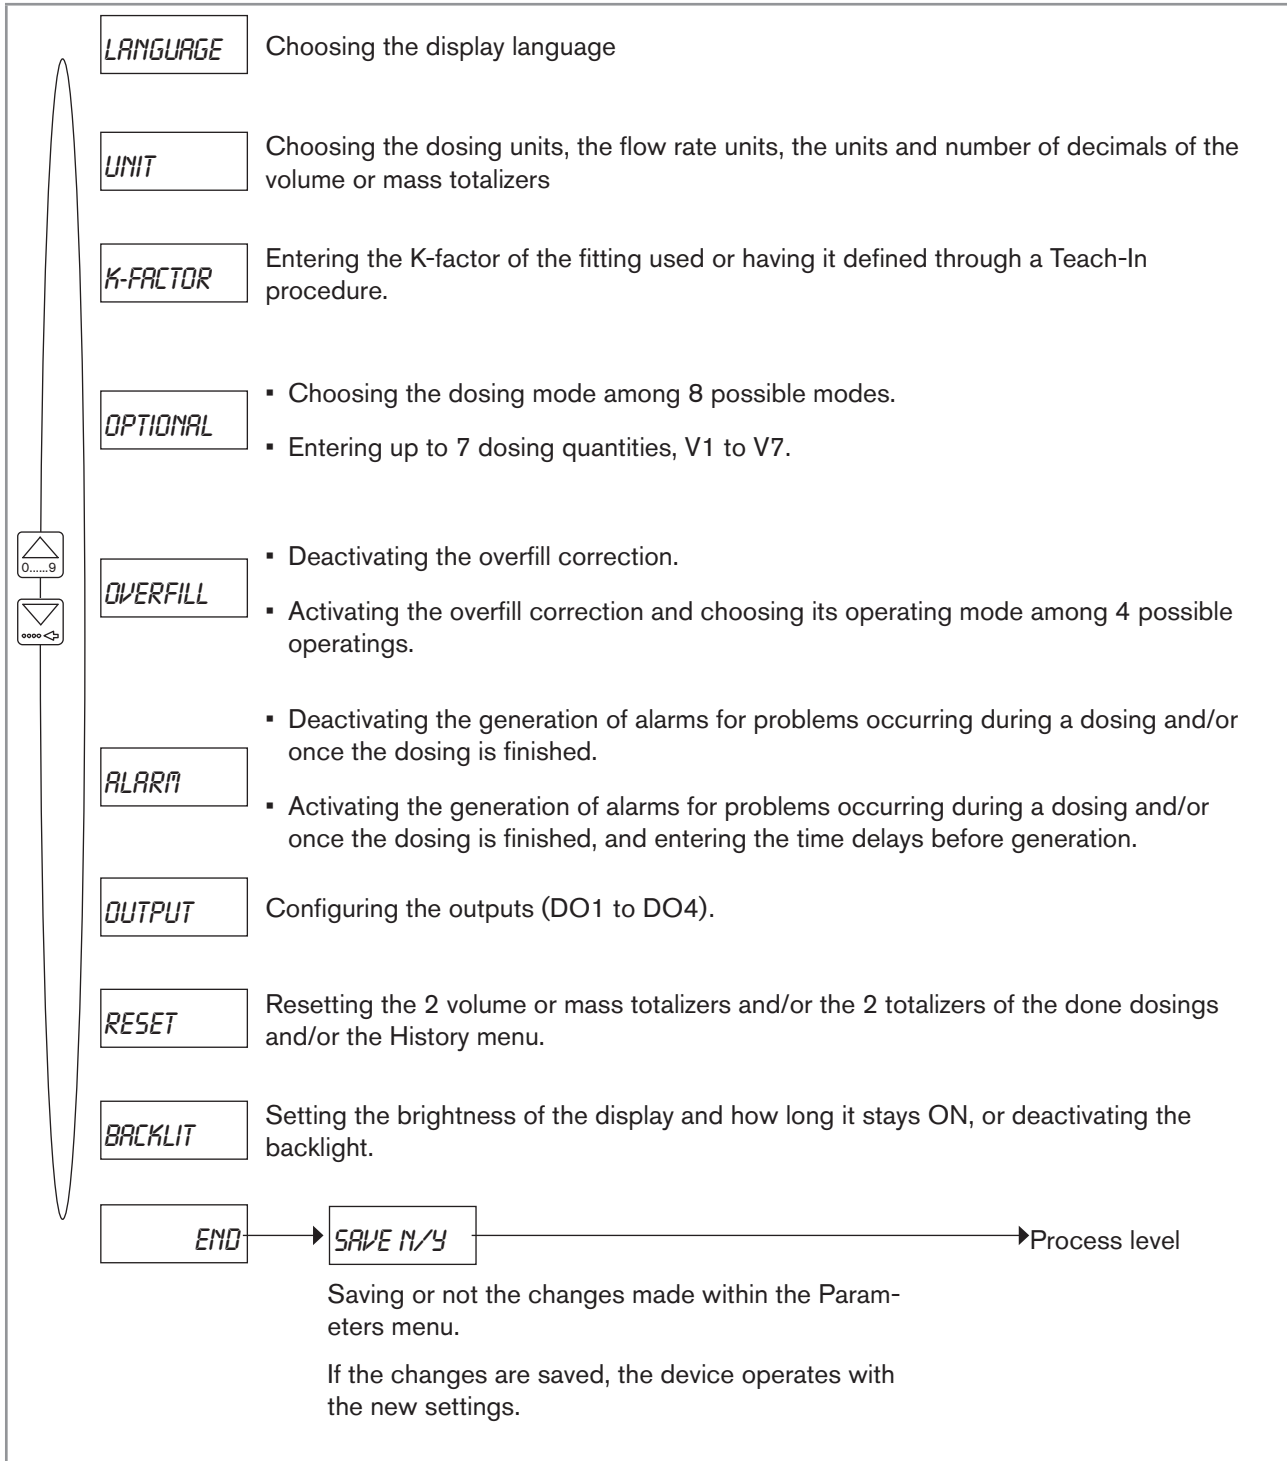 LANGUAGE
Choosing the display language
UNIT
Choosing the dosing units, the flow rate units, the units and number of decimals of the
volume or mass totalizers
K-FACTOR
Entering the K-factor of the fitting used or having it defined through a Teach-In
procedure.
OPTIONAL
▪ Choosing the dosing mode among 8 possible modes.
▪ Entering up to 7 dosing quantities, V1 to V7.
0......9
OVERFILL
▪ Deactivating the overfill correction.
▪ Activating the overfill correction and choosing its operating mode among 4 possible
operatings.
ALARM
▪ Deactivating the generation of alarms for problems occurring during a dosing and/or
once the dosing is finished.
▪ Activating the generation of alarms for problems occurring during a dosing and/or
once the dosing is finished, and entering the time delays before generation.
OUTPUT
Configuring the outputs (DO1 to DO4).
RESET
Resetting the 2 volume or mass totalizers and/or the 2 totalizers of the done dosings
and/or the History menu.
BACKLIT
Setting the brightness of the display and how long it stays ON, or deactivating the
backlight.
END
SAVE N/Y
Process level
Saving or not the changes made within the Param-
eters menu.
If the changes are saved, the device operates with
the new settings.